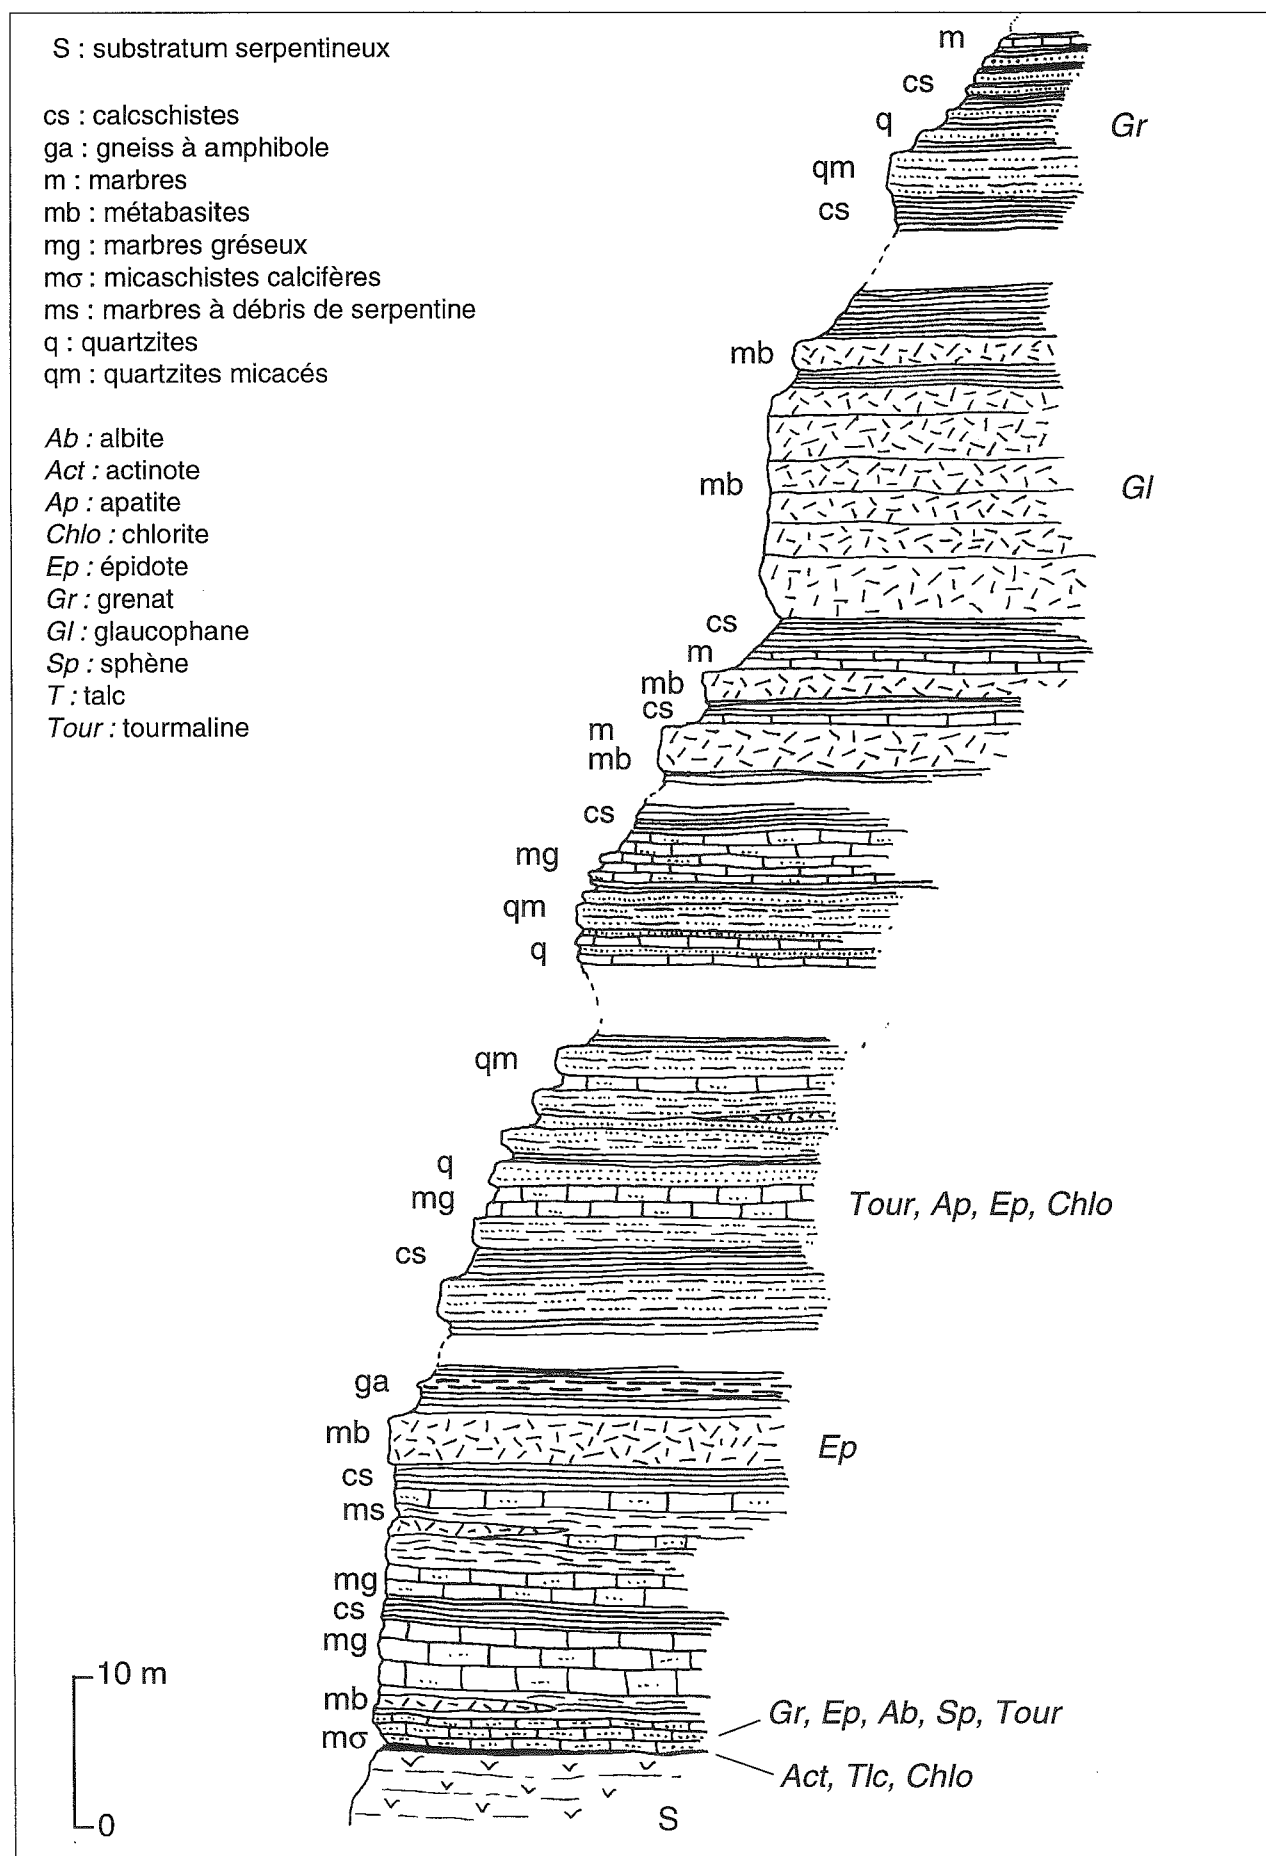 S : substratum serpentineux
cs : calcschistes
ga : gneiss à amphibole
m : marbres
mb : métabasites
mg : marbres gréseux
mσ : micaschistes calcifères
ms : marbres à débris de serpentine
q : quartzites
qm : quartzites micacés
Ab : albite
Act : actinote
Ap : apatite
Chlo : chlorite
Ep : épidote
Gr : grenat
Gl : glaucophane
Sp : sphène
T : talc
Tour : tourmaline
m
cs
q
Gr
qm
cs
mb
mb
Gl
cs
m
mb
cs
m
mb
cs
mg
qm
q
qm
q
mg
Tour, Ap, Ep, Chlo
cs
ga
mb
Ep
cs
ms
mg
cs
mg
10 m
mb
Gr, Ep, Ab, Sp, Tour
mσ
Act, Tlc, Chlo
S
0